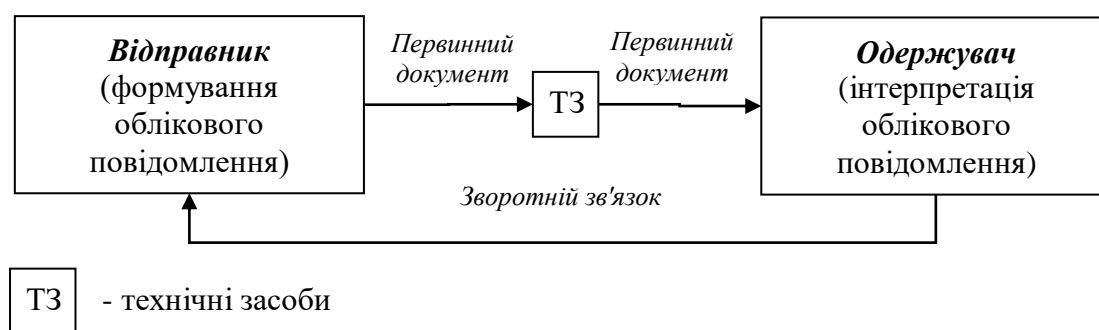 Відправник
(формування
облікового
повідомлення)
Первинний
документ
ТЗ
Первинний
документ
Одержувач
(інтерпретація
облікового
повідомлення)
Зворотній зв'язок
ТЗ - технічні засоби